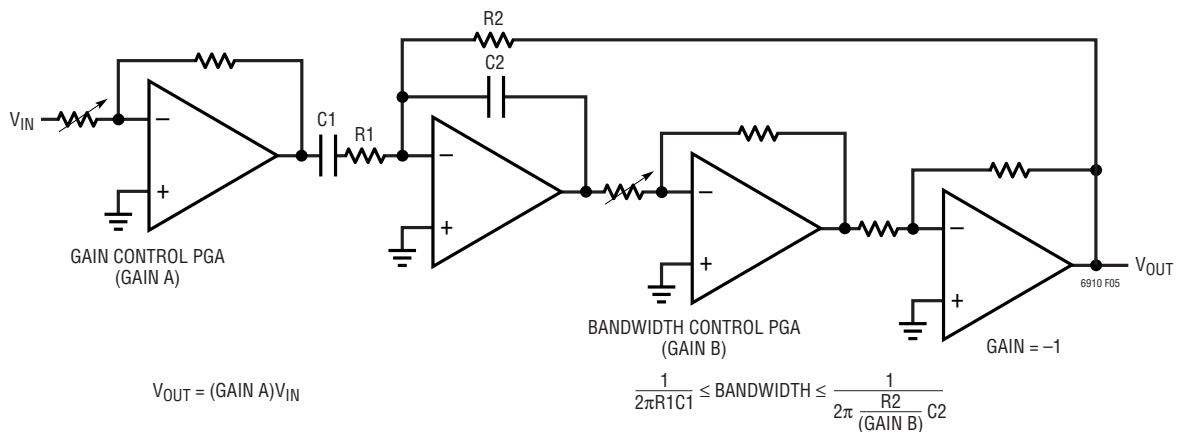 R2
C2
VIN
C1
R1
−
+
−
+
−
+
−
+
GAIN CONTROL PGA
(GAIN A)
VOUT
6910 F05
BANDWIDTH CONTROL PGA
(GAIN B)
GAIN = –1
VOUT = (GAIN A)VIN
1/2πR1C1 ≤ BANDWIDTH ≤ 1/2π R2/(GAIN B) C2